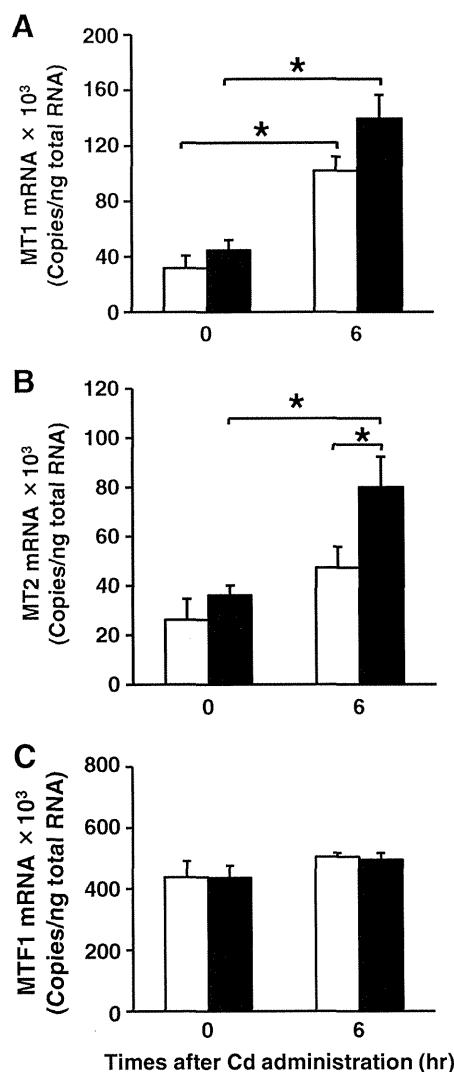 A
MT1 mRNA × 10³
(Copies/ng total RNA)
200
160
120
80
40
0
*
*
0 6
B
MT2 mRNA ×10³
(Copies/ng total RNA)
120
100
80
60
40
20
0
*
*
0 6
C
MTF1 mRNA ×10³
(Copies/ng total RNA)
800
600
400
200
0
0 6
Times after Cd administration (hr)